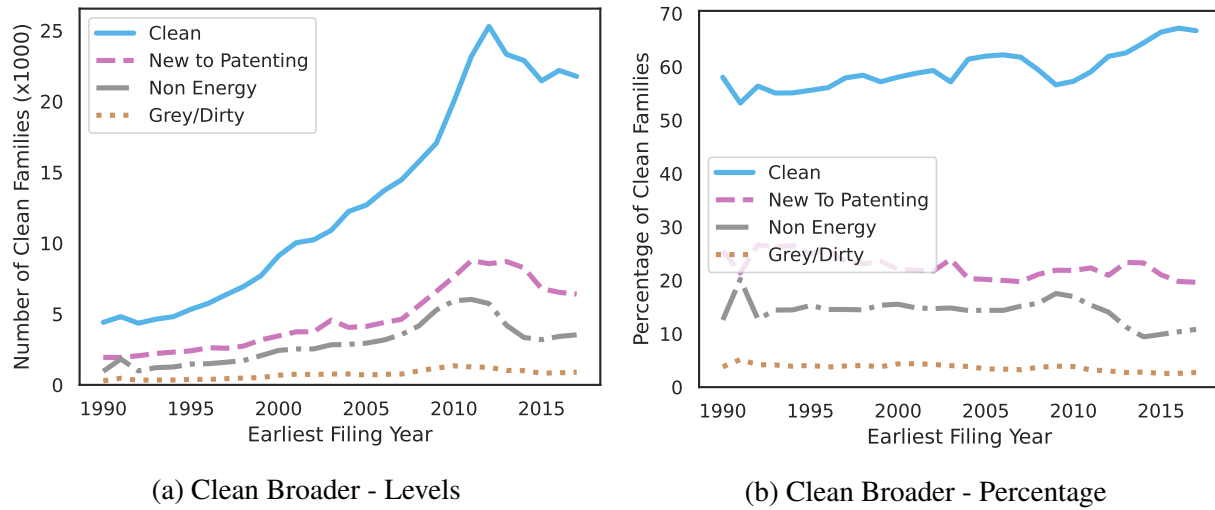 Number of Clean Families (x1000)
25
20
15
10
5
0
Clean
New to Patenting
Non Energy
Grey/Dirty
1990 1995 2000 2005 2010 2015
Earliest Filing Year
(a) Clean Broader - Levels
Percentage of Clean Families
70
60
50
40
30
20
10
0
Clean
New To Patenting
Non Energy
Grey/Dirty
1990 1995 2000 2005 2010 2015
Earliest Filing Year
(b) Clean Broader - Percentage